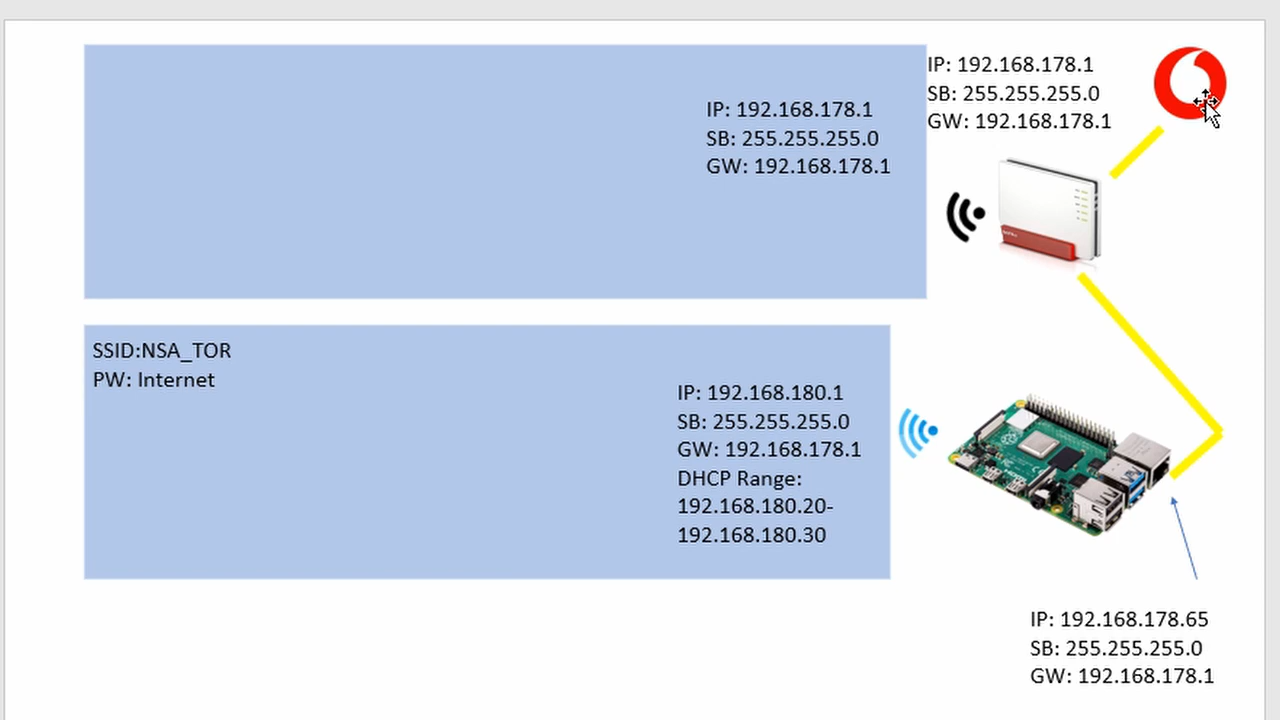 IP: 192.168.178.1
SB: 255.255.255.0
GW: 192.168.178.1
IP: 192.168.178.1
SB: 255.255.255.0
GW: 192.168.178.1
SSID:NSA_TOR
PW: Internet
IP: 192.168.180.1
SB: 255.255.255.0
GW: 192.168.178.1
DHCP Range:
192.168.180.20-
192.168.180.30
IP: 192.168.178.65
SB: 255.255.255.0
GW: 192.168.178.1